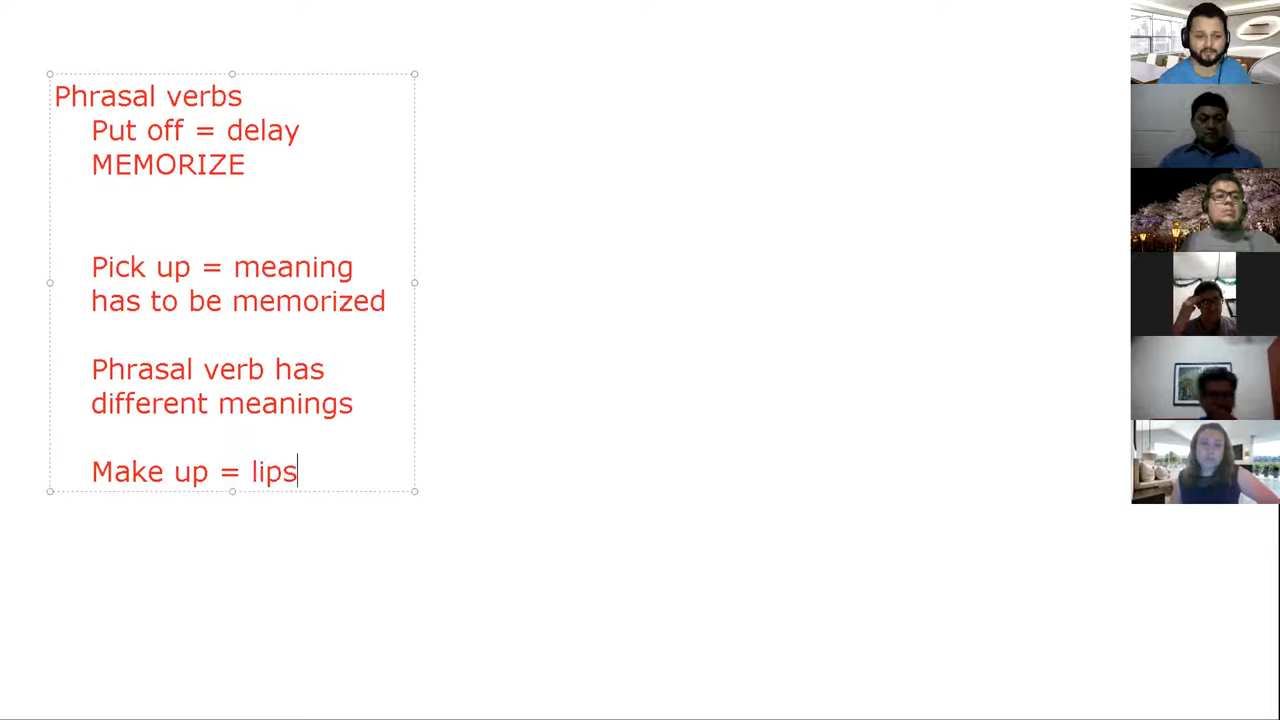 Phrasal verbs
Put off = delay
MEMORIZE
Pick up = meaning
has to be memorized
Phrasal verb has
different meanings
Make up = lips